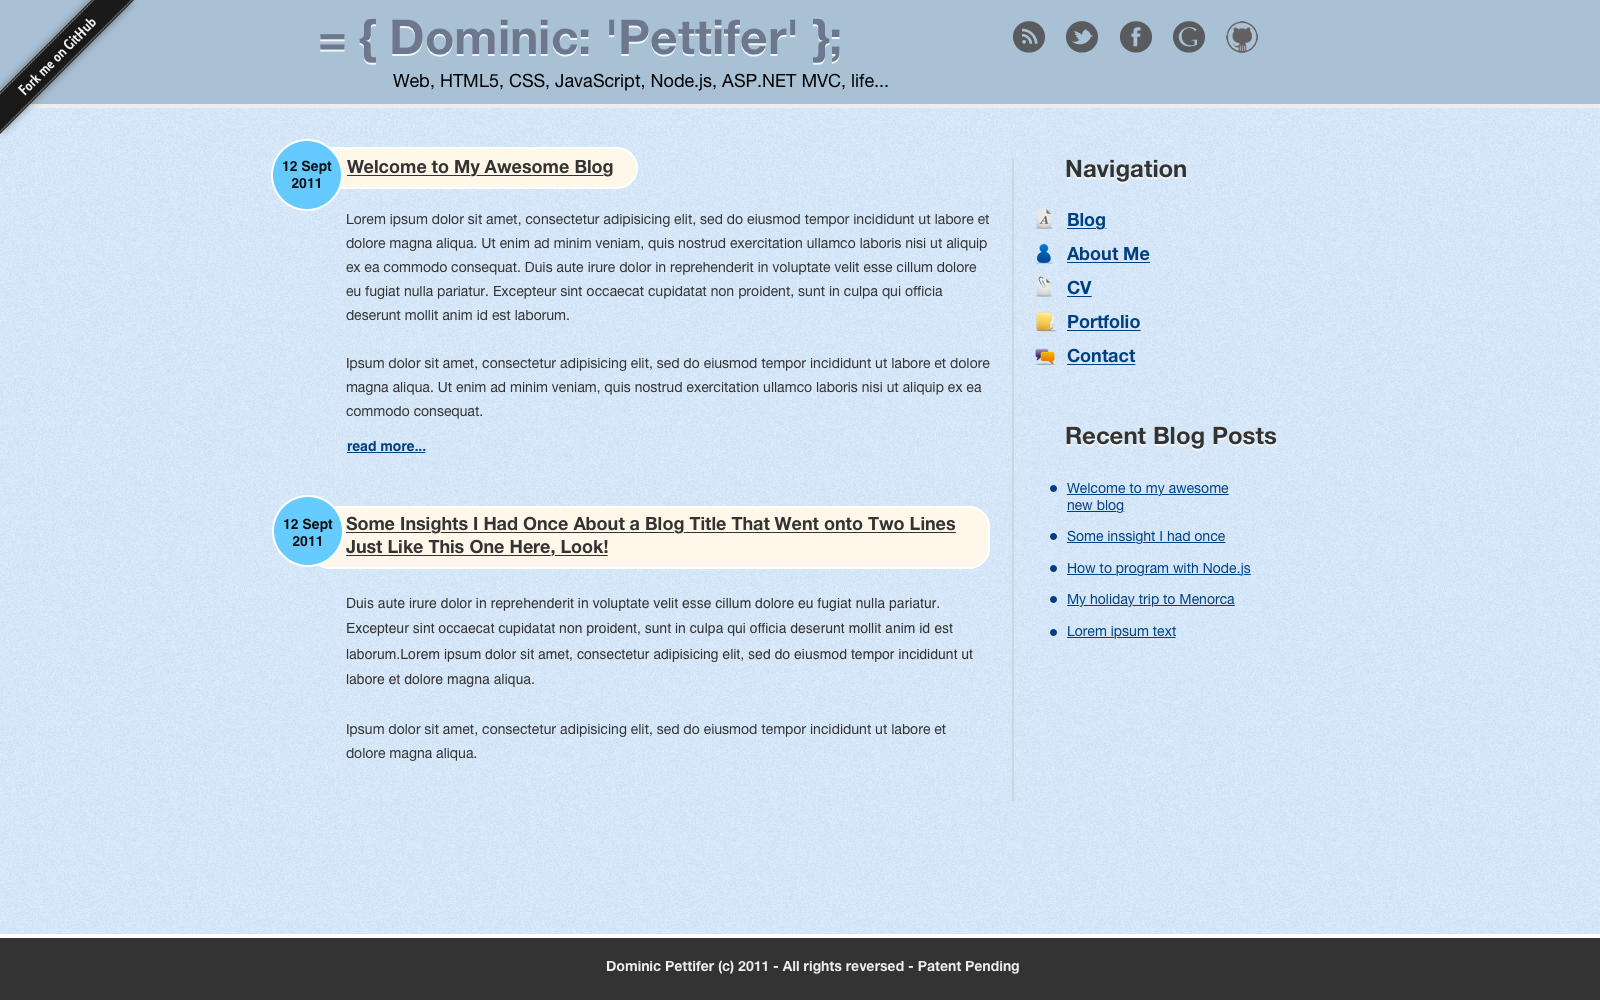 Fork me on GitHub
= { Dominic: 'Pettifer' };
Web, HTML5, CSS, JavaScript, Node.js, ASP.NET MVC, life...
12 Sept
2011
Welcome to My Awesome Blog
Lorem ipsum dolor sit amet, consectetur adipisicing elit, sed do eiusmod tempor incididunt ut labore et
dolore magna aliqua. Ut enim ad minim veniam, quis nostrud exercitation ullamco laboris nisi ut aliquip
ex ea commodo consequat. Duis aute irure dolor in reprehenderit in voluptate velit esse cillum dolore
eu fugiat nulla pariatur. Excepteur sint occaecat cupidatat non proident, sunt in culpa qui officia
deserunt mollit anim id est laborum.
Ipsum dolor sit amet, consectetur adipisicing elit, sed do eiusmod tempor incididunt ut labore et dolore
magna aliqua. Ut enim ad minim veniam, quis nostrud exercitation ullamco laboris nisi ut aliquip ex ea
commodo consequat.
read more...
12 Sept
2011
Some Insights I Had Once About a Blog Title That Went onto Two Lines
Just Like This One Here, Look!
Duis aute irure dolor in reprehenderit in voluptate velit esse cillum dolore eu fugiat nulla pariatur.
Excepteur sint occaecat cupidatat non proident, sunt in culpa qui officia deserunt mollit anim id est
laborum.Lorem ipsum dolor sit amet, consectetur adipisicing elit, sed do eiusmod tempor incididunt ut
labore et dolore magna aliqua.
Ipsum dolor sit amet, consectetur adipisicing elit, sed do eiusmod tempor incididunt ut labore et
dolore magna aliqua.
Navigation
Blog
About Me
CV
Portfolio
Contact
Recent Blog Posts
Welcome to my awesome
new blog
Some inssight I had once
How to program with Node.js
My holiday trip to Menorca
Lorem ipsum text
Dominic Pettifer (c) 2011 - All rights reversed - Patent Pending